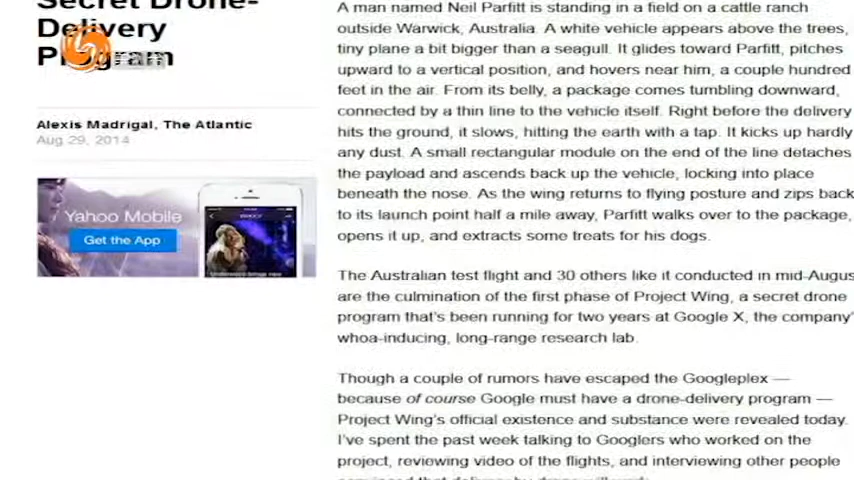 Secret Drone-
Delivery
Program
Alexis Madrigal, The Atlantic
Aug 29, 2014
Yahoo Mobile
Get the App
YAHOO!
A man named Neil Parfitt is standing in a field on a cattle ranch
outside Warwick, Australia. A white vehicle appears above the trees,
tiny plane a bit bigger than a seagull. It glides toward Parfitt, pitches
upward to a vertical position, and hovers near him, a couple hundred
feet in the air. From its belly, a package comes tumbling downward,
connected by a thin line to the vehicle itself. Right before the delivery
hits the ground, it slows, hitting the earth with a tap. It kicks up hardly
any dust. A small rectangular module on the end of the line detaches
the payload and ascends back up the vehicle, locking into place
beneath the nose. As the wing returns to flying posture and zips back
to its launch point half a mile away, Parfitt walks over to the package,
opens it up, and extracts some treats for his dogs.
The Australian test flight and 30 others like it conducted in mid-Augus
are the culmination of the first phase of Project Wing, a secret drone
program that's been running for two years at Google X, the company'
whoa-inducing, long-range research lab.
Though a couple of rumors have escaped the Googleplex —
because of course Google must have a drone-delivery program —
Project Wing's official existence and substance were revealed today.
I've spent the past week talking to Googlers who worked on the
project, reviewing video of the flights, and interviewing other people